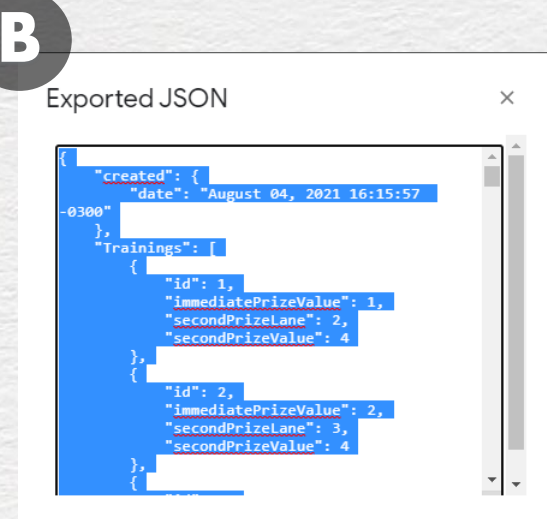 B
Exported JSON
×
{
"created": {
"date": "August 04, 2021 16:15:57
-0300"
},
"Trainings": [
{
"id": 1,
"immediatePrizeValue": 1,
"secondPrizeLane": 2,
"secondPrizeValue": 4
},
{
"id": 2,
"immediatePrizeValue": 2,
"secondPrizeLane": 3,
"secondPrizeValue": 4
},
{